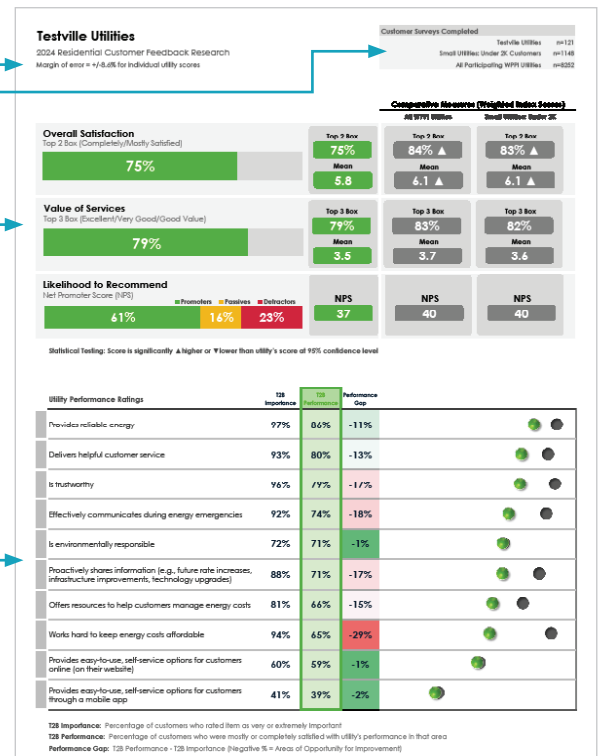 Testville Utilities
2024 Residential Customer Feedback Research
Margin of error = +/-8.6% for individual utility scores
Customer Surveys Completed
Testville Utilities n=121
Small Utilities: Under 2K Customers n=1148
All Participating WPPI Utilities n=8252
Comparative Measures (Weighted Index Scores)
All WPPI Utilities Small Utilities: Under 2K
Overall Satisfaction
Top 2 Box (Completely/Mostly Satisfied)
75%
Top 2 Box Top 2 Box Top 2 Box
75% 84% ▲ 83% ▲
Mean Mean Mean
5.8 6.1 ▲ 6.1 ▲
Value of Services
Top 3 Box (Excellent/Very Good/Good Value)
79%
Top 3 Box Top 3 Box Top 3 Box
79% 83% 82%
Mean Mean Mean
3.5 3.7 3.6
Likelihood to Recommend
Net Promoter Score (NPS)
Promoters Passives Detractors
61% 16% 23%
NPS NPS NPS
37 40 40
Statistical Testing: Score is significantly ▲higher or ▼lower than utility's score at 95% confidence level
Utility Performance Ratings
T2B Importance
T2B Performance
Performance Gap
Provides reliable energy 97% 86% -11%
Delivers helpful customer service 93% 80% -13%
Is trustworthy 96% 79% -17%
Effectively communicates during energy emergencies 92% 74% -18%
Is environmentally responsible 72% 71% -1%
Proactively shares information (e.g., future rate increases,
infrastructure improvements, technology upgrades) 88% 71% -17%
Offers resources to help customers manage energy costs 81% 66% -15%
Works hard to keep energy costs affordable 94% 65% -29%
Provides easy-to-use, self-service options for customers
online (on their website) 60% 59% -1%
Provides easy-to-use, self-service options for customers
through a mobile app 41% 39% -2%
T2B Importance: Percentage of customers who rated item as very or extremely important
T2B Performance: Percentage of customers who were mostly or completely satisfied with utility's performance in that area
Performance Gap: T2B Performance - T2B Importance (Negative % = Areas of Opportunity for Improvement)